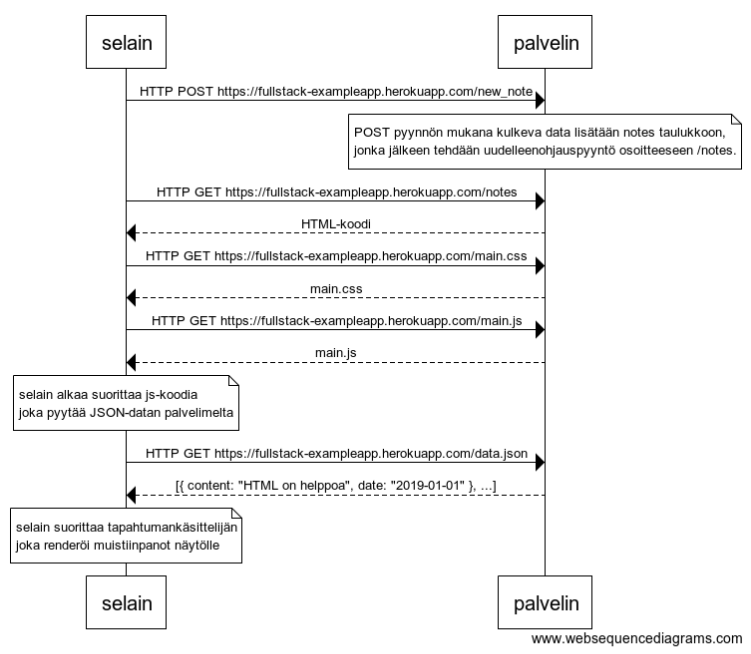 selain palvelin
HTTP POST https://fullstack-exampleapp.herokuapp.com/new_note
POST pyynnön mukana kulkeva data lisätään notes taulukkoon,
jonka jälkeen tehdään uudelleenohjauspyyntö osoitteeseen /notes.
HTTP GET https://fullstack-exampleapp.herokuapp.com/notes
HTML-koodi
HTTP GET https://fullstack-exampleapp.herokuapp.com/main.css
main.css
HTTP GET https://fullstack-exampleapp.herokuapp.com/main.js
main.js
selain alkaa suorittaa js-koodia
joka pyytää JSON-datan palvelimelta
HTTP GET https://fullstack-exampleapp.herokuapp.com/data.json
[{ content: "HTML on helppoa", date: "2019-01-01" }, ...]
selain suorittaa tapahtumankäsittelijän
joka renderöi muistiinpanot näytölle
selain palvelin
www.websequencediagrams.com